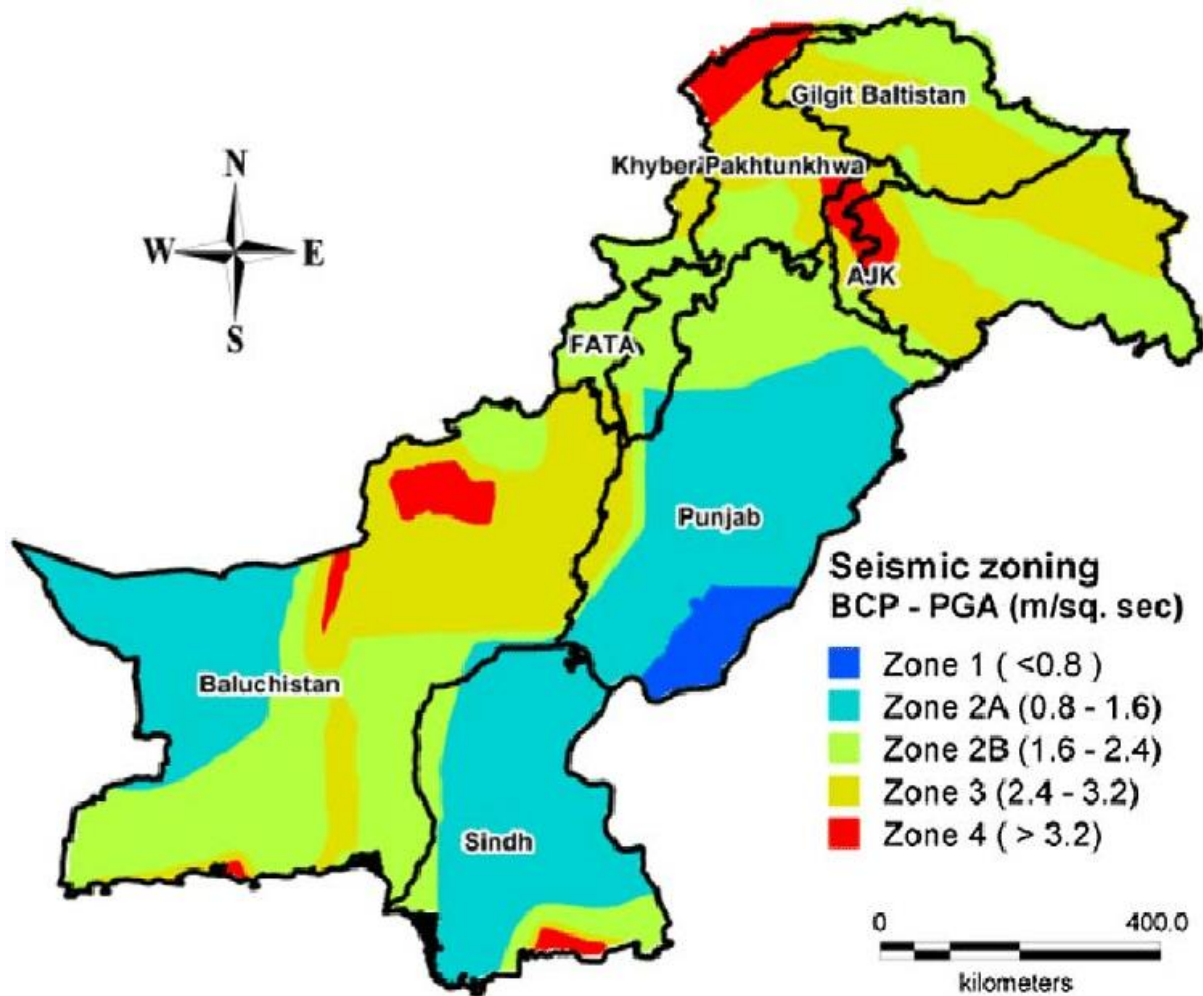 Gilgit Baltistan
Khyber Pakhtunkhwa
N
W E
S
AJK
FATA
Punjab
Seismic zoning
BCP - PGA (m/sq. sec)
Zone 1 ( <0.8 )
Zone 2A (0.8 - 1.6)
Zone 2B (1.6 - 2.4)
Zone 3 (2.4 - 3.2)
Zone 4 ( > 3.2)
Baluchistan
Sindh
0 400.0
kilometers